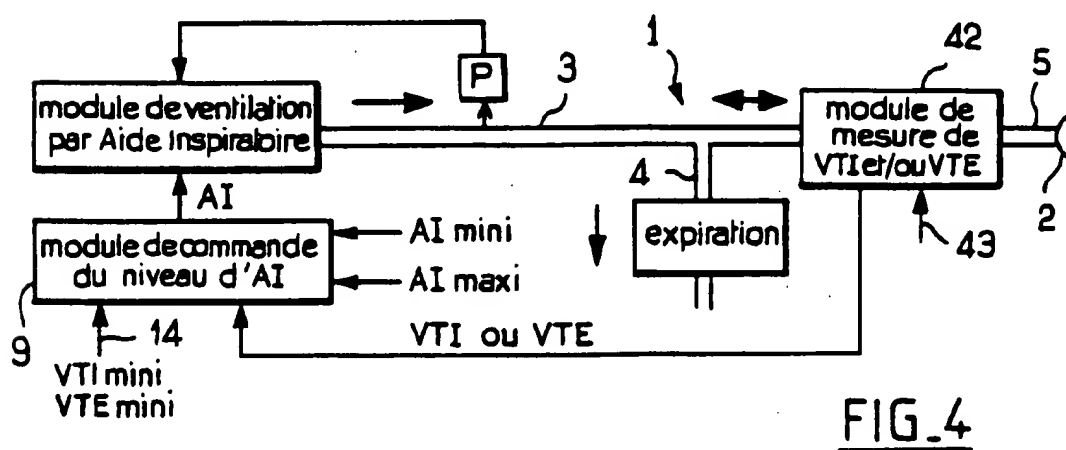 1
42
P
3
5
module de ventilation
par Aide Inspiratoire
module de
mesure de
VTI et/ou VTE
4
2
AI
expiration
43
module de commande
du niveau d'AI
AI mini
AI maxi
9
14
VTI ou VTE
VTI mini
VTE mini
FIG_4